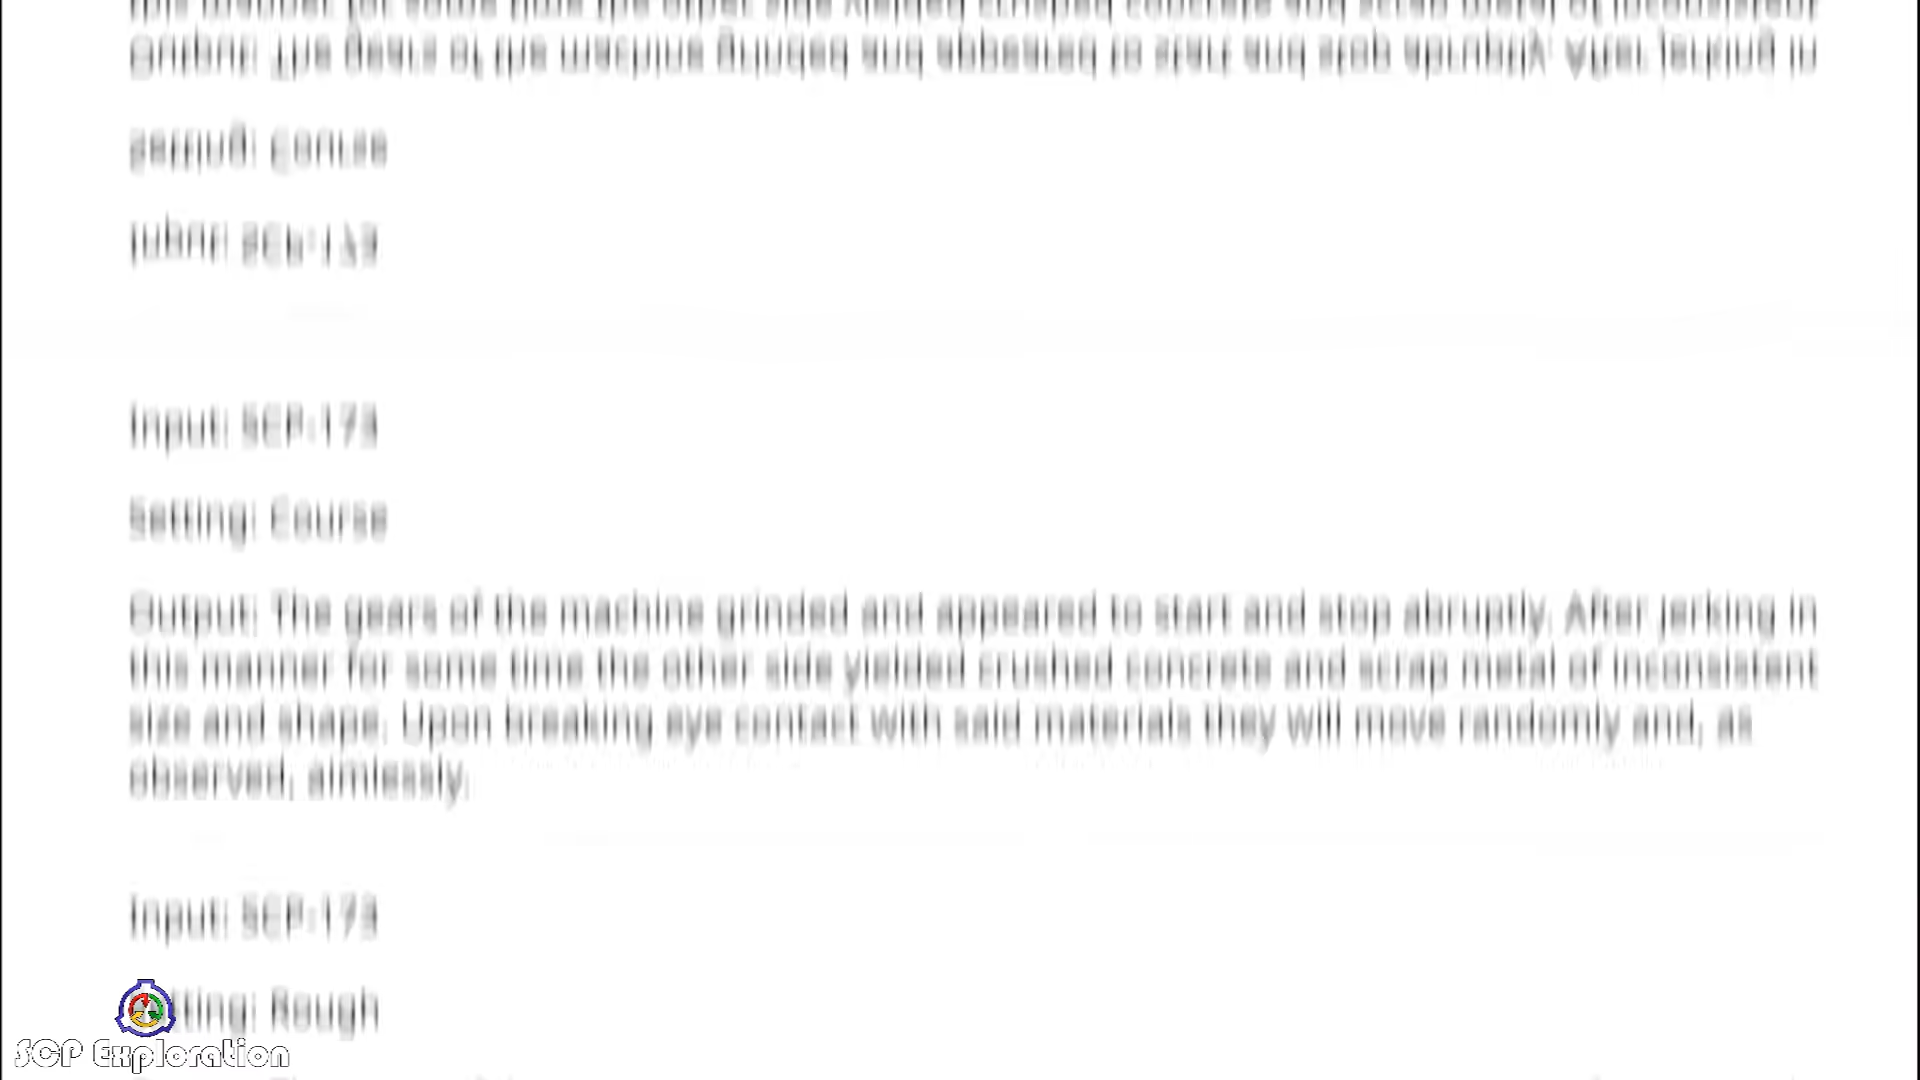 Input: SCP-173
Setting: Course
Output: The gears of the machine grinded and appeared to start and stop abruptly. After jerking in
this manner for some time the other side yielded crushed concrete and scrap metal of inconsistent
size and shape. Upon breaking eye contact with said materials they will move randomly and, as
observed, aimlessly.
Input: SCP-173
tting: Rough
SCP Exploration